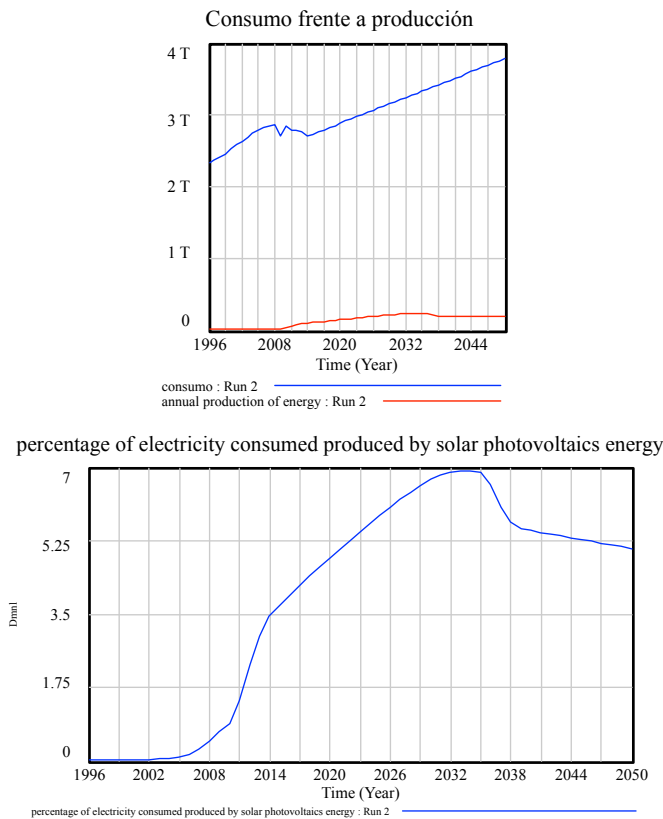 Consumo frente a producción
4 T
3 T
2 T
1 T
0
1996 2008 2020 2032 2044
Time (Year)
consumo : Run 2
annual production of energy : Run 2
percentage of electricity consumed produced by solar photovoltaics energy
7
5.25
3.5
1.75
0
Dmnl
1996 2002 2008 2014 2020 2026 2032 2038 2044 2050
Time (Year)
percentage of electricity consumed produced by solar photovoltaics energy : Run 2